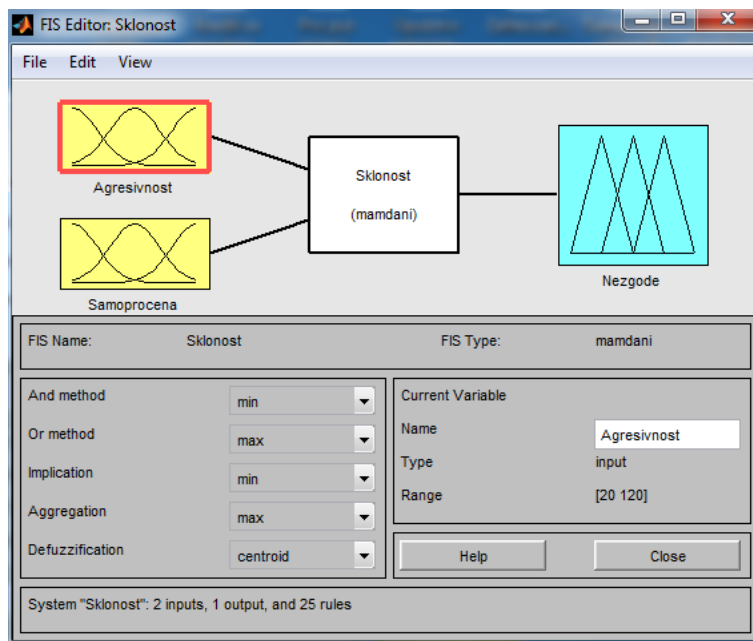 FIS Editor: Sklonost
File Edit View
Agresivnost
Samoprocena
Sklonost
(mamdani)
Nezgode
FIS Name: Sklonost FIS Type: mamdani
And method min
Or method max
Implication min
Aggregation max
Defuzzification centroid
Current Variable
Name Agresivnost
Type input
Range [20 120]
Help Close
System "Sklonost": 2 inputs, 1 output, and 25 rules